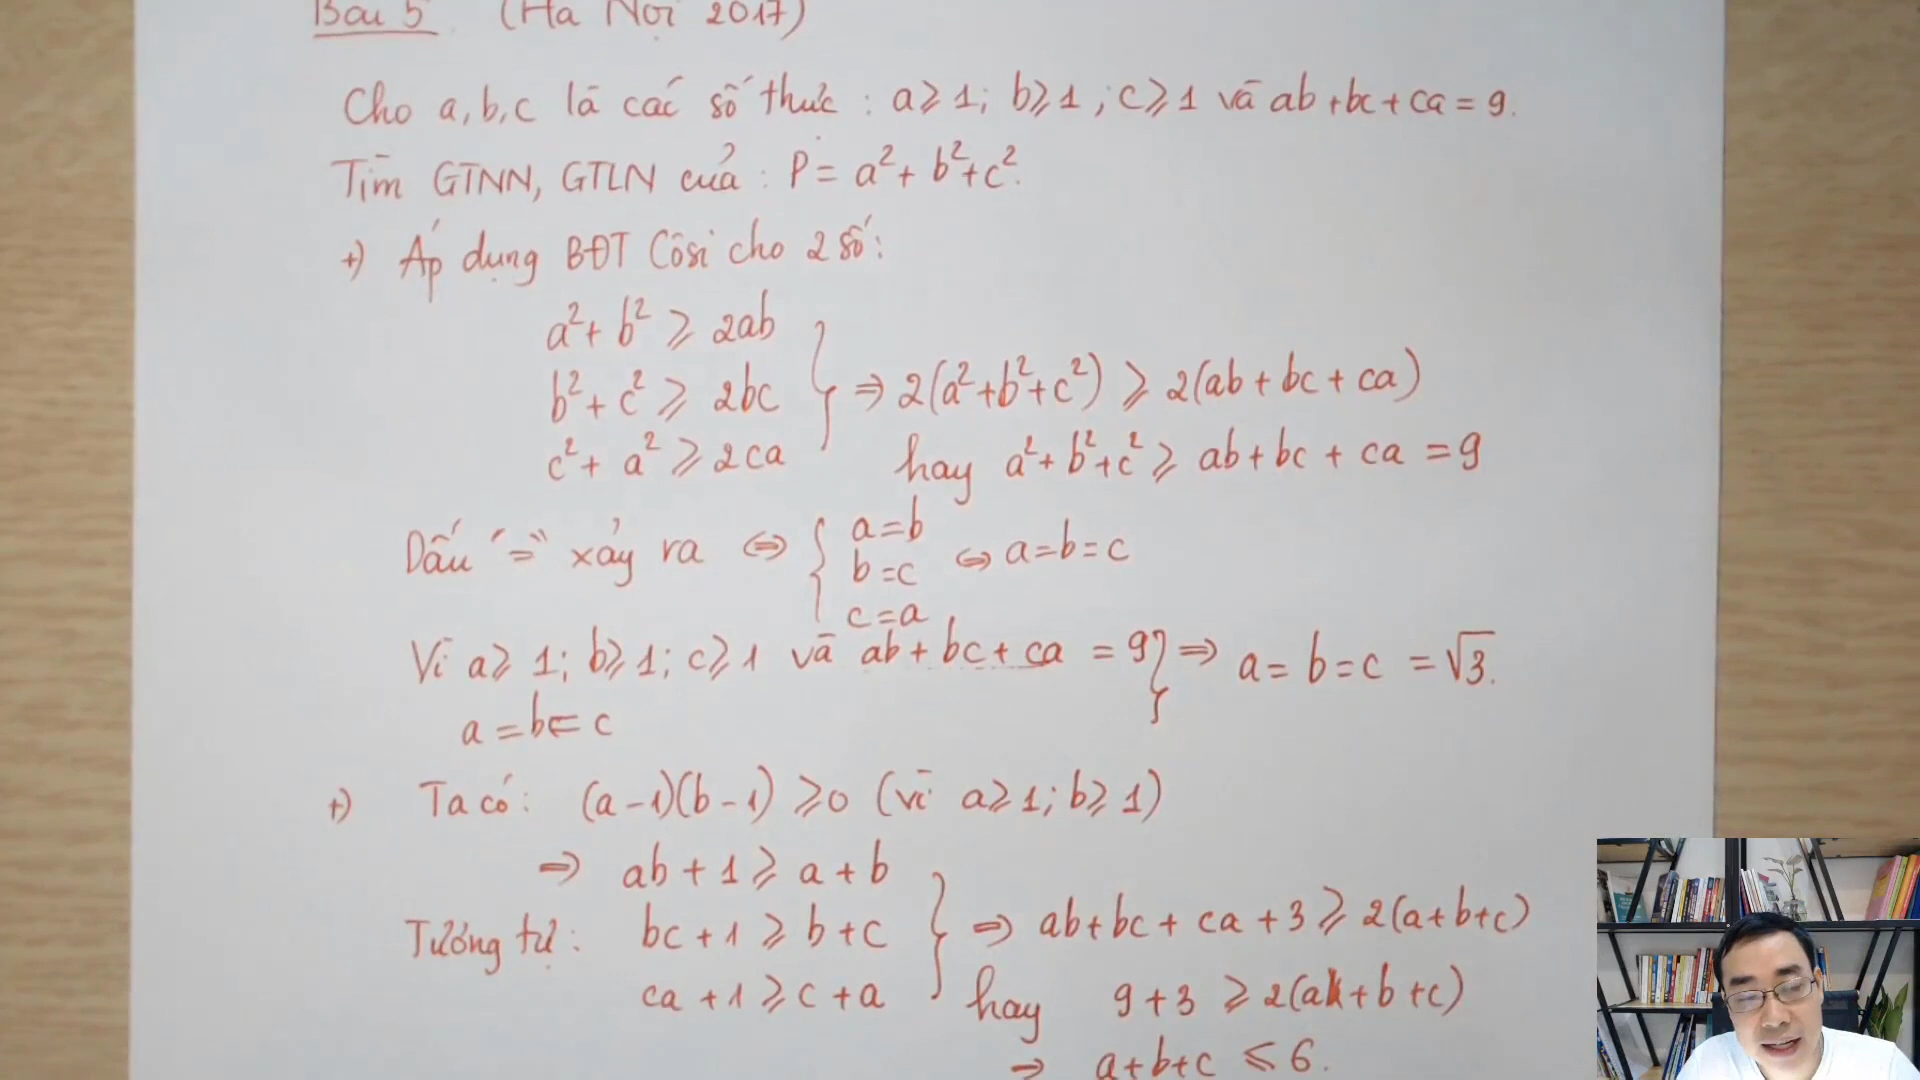 Bài 5 (Hà Nội 2017)
Cho a, b, c là các số thực : a ⩾ 1; b ⩾ 1 ; c ⩾ 1 và ab + bc + ca = 9.
Tìm GTNN, GTLN của : P = a² + b² + c².
+) Áp dụng BĐT Côsi cho 2 số :
a² + b² ⩾ 2ab
b² + c² ⩾ 2bc } ⇒ 2(a² + b² + c²) ⩾ 2(ab + bc + ca)
c² + a² ⩾ 2ca hay a² + b² + c² ⩾ ab + bc + ca = 9
Dấu "=" xảy ra ⇔ { a = b
b = c ⇔ a = b = c
c = a
Vì a ⩾ 1; b ⩾ 1; c ⩾ 1 và ab + bc + ca = 9 } ⇒ a = b = c = √3.
a = b = c
+) Ta có : (a - 1)(b - 1) ⩾ 0 (vì a ⩾ 1; b ⩾ 1)
⇒ ab + 1 ⩾ a + b
Tương tự : bc + 1 ⩾ b + c } ⇒ ab + bc + ca + 3 ⩾ 2(a + b + c)
ca + 1 ⩾ c + a hay 9 + 3 ⩾ 2(a + b + c)
⇒ a + b + c ⩽ 6.